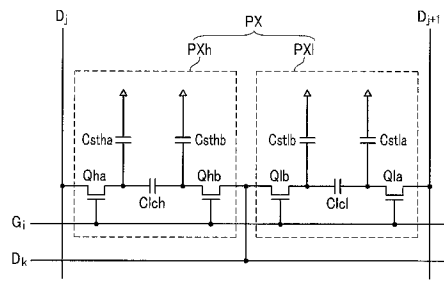 Dj PX Dj+1
PXh PXl
Cstha Csthb Cstlb Cstla
Qha Qhb Qlb Qla
Clch Clcl
Gi
Dk